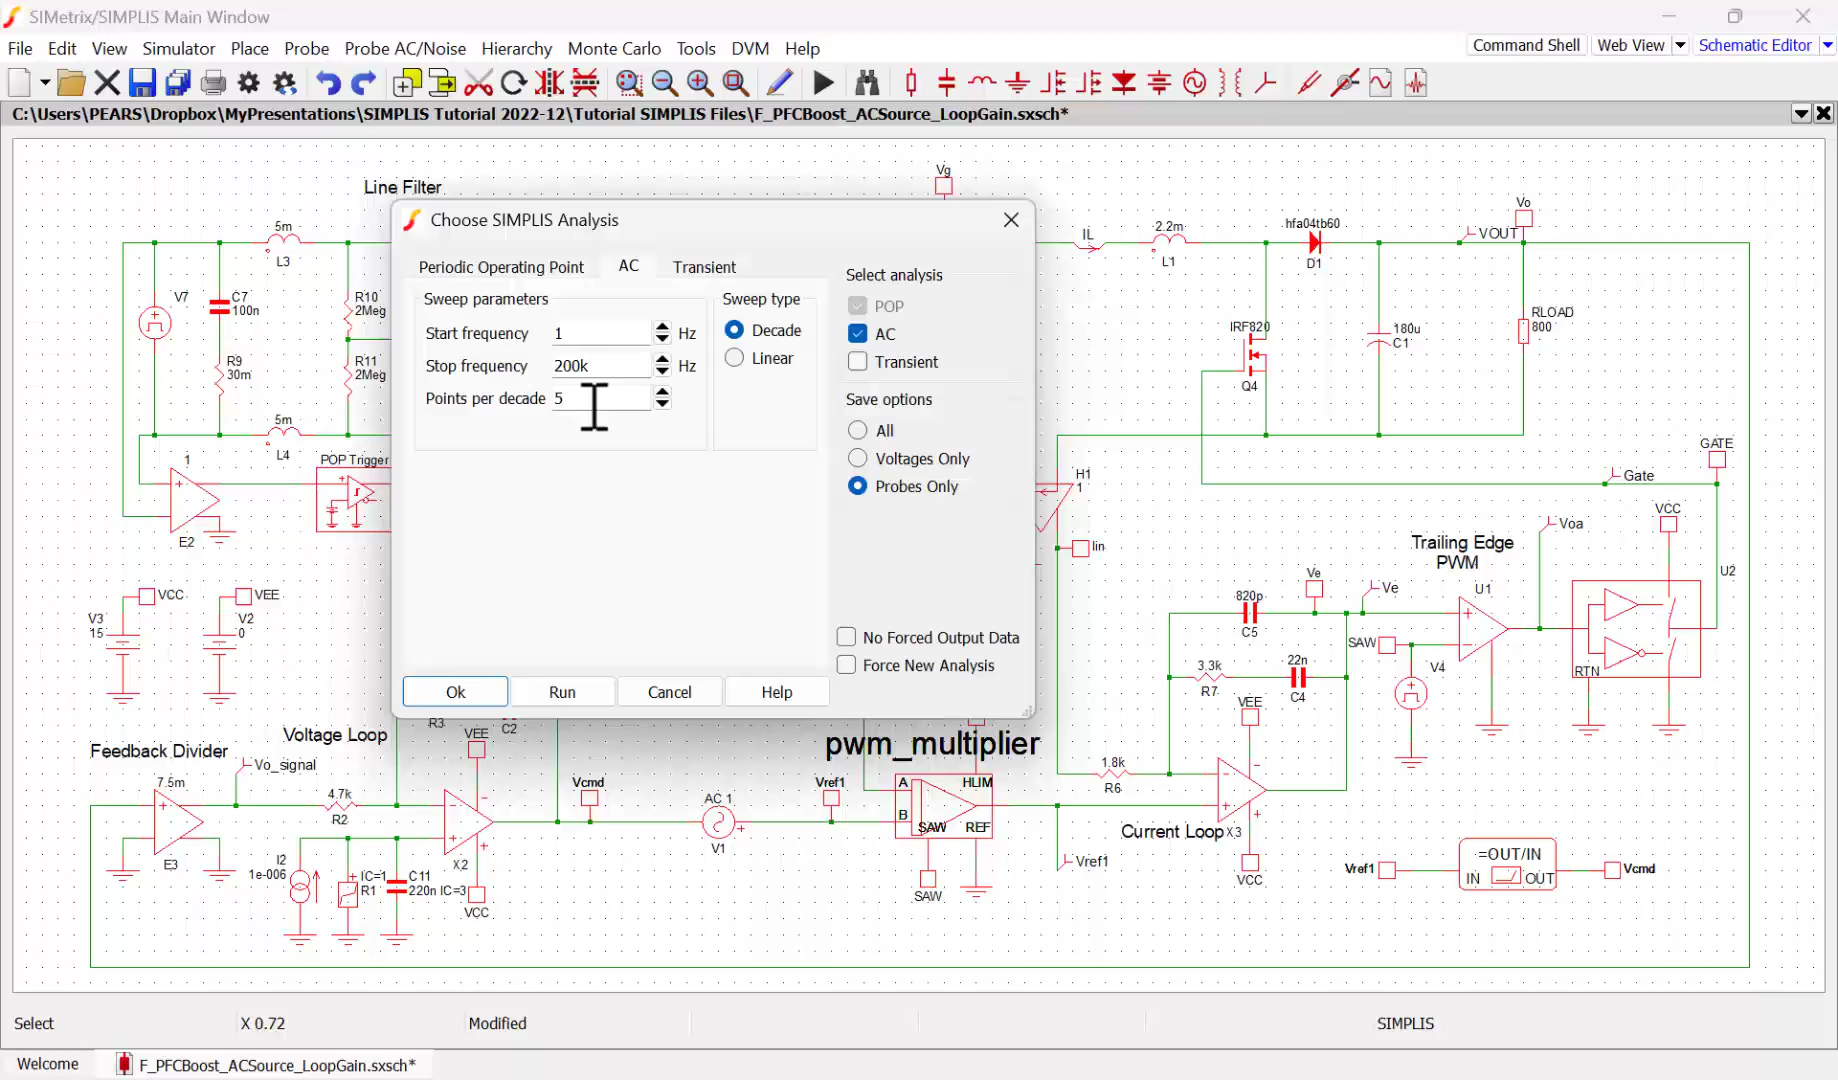 SIMetrix/SIMPLIS Main Window
File Edit View Simulator Place Probe Probe AC/Noise Hierarchy Monte Carlo Tools DVM Help
Command Shell Web View Schematic Editor
C:\Users\PEARS\Dropbox\MyPresentations\SIMPLIS Tutorial 2022-12\Tutorial SIMPLIS Files\F_PFCBoost_ACSource_LoopGain.sxsch*
Line Filter
Vg
Vo
5m
L3
IL
2.2m
L1
hfa04tb60
D1
VOUT
V7
C7
100n
R10
2Meg
R9
30m
R11
2Meg
IRF820
Q4
180u
C1
RLOAD
800
5m
L4
1
POP Trigger
E2
H1
1
Iin
GATE
Gate
VCC
Voa
Trailing Edge
PWM
U1
U2
RTN
Choose SIMPLIS Analysis
Periodic Operating Point AC Transient
Sweep parameters
Start frequency 1 Hz
Stop frequency 200k Hz
Points per decade 5
Sweep type
Decade
Linear
Select analysis
POP
AC
Transient
Save options
All
Voltages Only
Probes Only
No Forced Output Data
Force New Analysis
Ok Run Cancel Help
VCC
VEE
V3
15
V2
0
Ve
Ve
820p
C5
SAW
V4
3.3k
R7
22n
C4
VEE
R3
C2
VEE
Feedback Divider
Voltage Loop
Vo_signal
7.5m
E3
4.7k
R2
X2
VCC
I2
1e-006
IC=1
R1
C11
220n IC=3
Vcmd
AC 1
V1
Vref1
pwm_multiplier
A
B
HLIM
SAW REF
SAW
Vref1
1.8k
R6
Current Loop X3
VCC
Vref1
=OUT/IN
IN OUT
Vcmd
Select X 0.72 Modified SIMPLIS
Welcome F_PFCBoost_ACSource_LoopGain.sxsch*